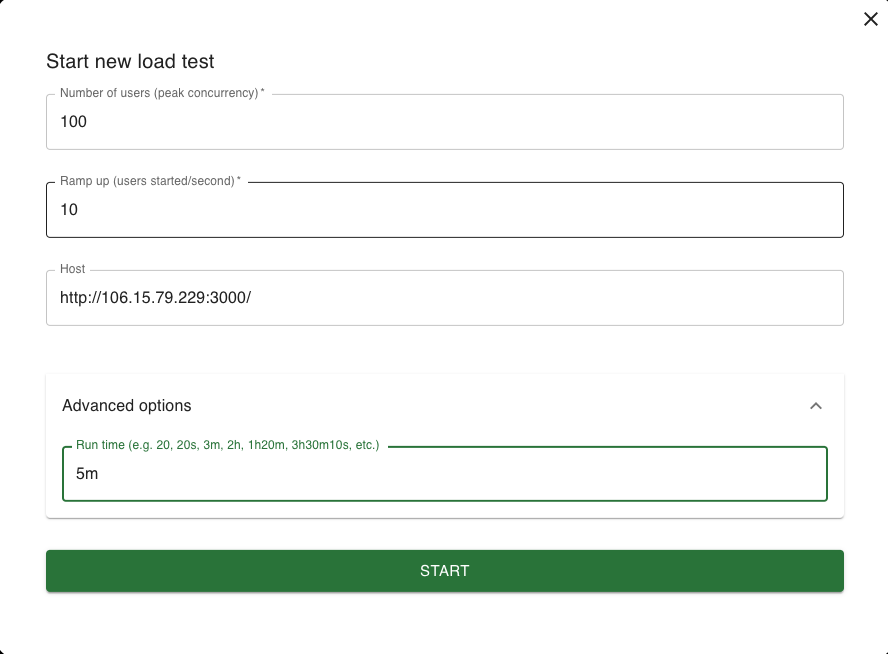 Start new load test
Number of users (peak concurrency) *
100
Ramp up (users started/second) *
10
Host
http://106.15.79.229:3000/
Advanced options
Run time (e.g. 20, 20s, 3m, 2h, 1h20m, 3h30m10s, etc.)
5m
START